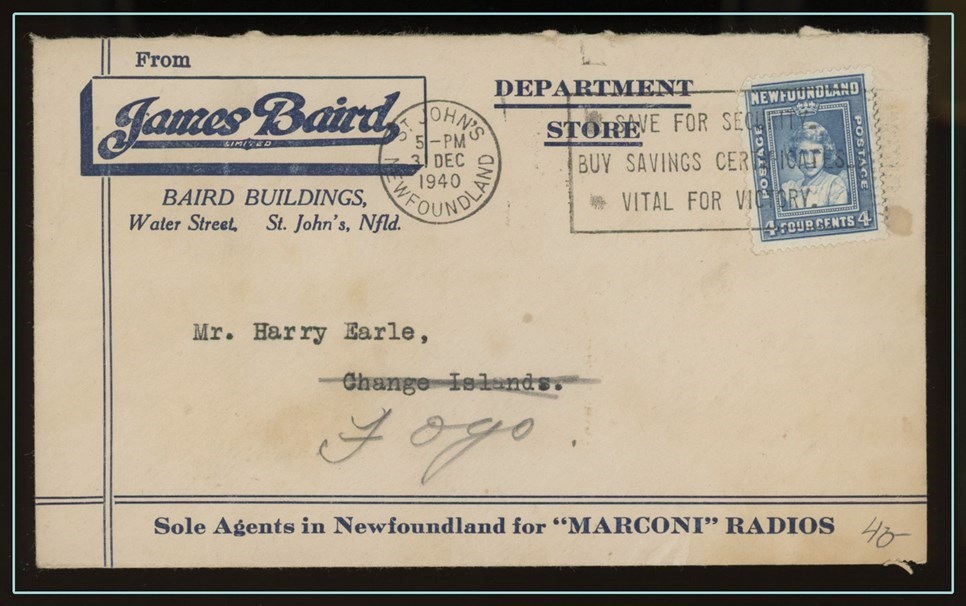 From
James Baird
LIMITED
BAIRD BUILDINGS,
Water Street, St. John's, Nfld.
DEPARTMENT
STORE
ST. JOHN'S
5-PM
3 DEC
1940
NEWFOUNDLAND
SAVE FOR SECURITY
BUY SAVINGS CERTIFICATES
VITAL FOR VICTORY
NEWFOUNDLAND
POSTAGE
POSTAGE
4 FOUR CENTS 4
Mr. Harry Earle,
Change Islands.
Fogo.
Sole Agents in Newfoundland for "MARCONI" RADIOS